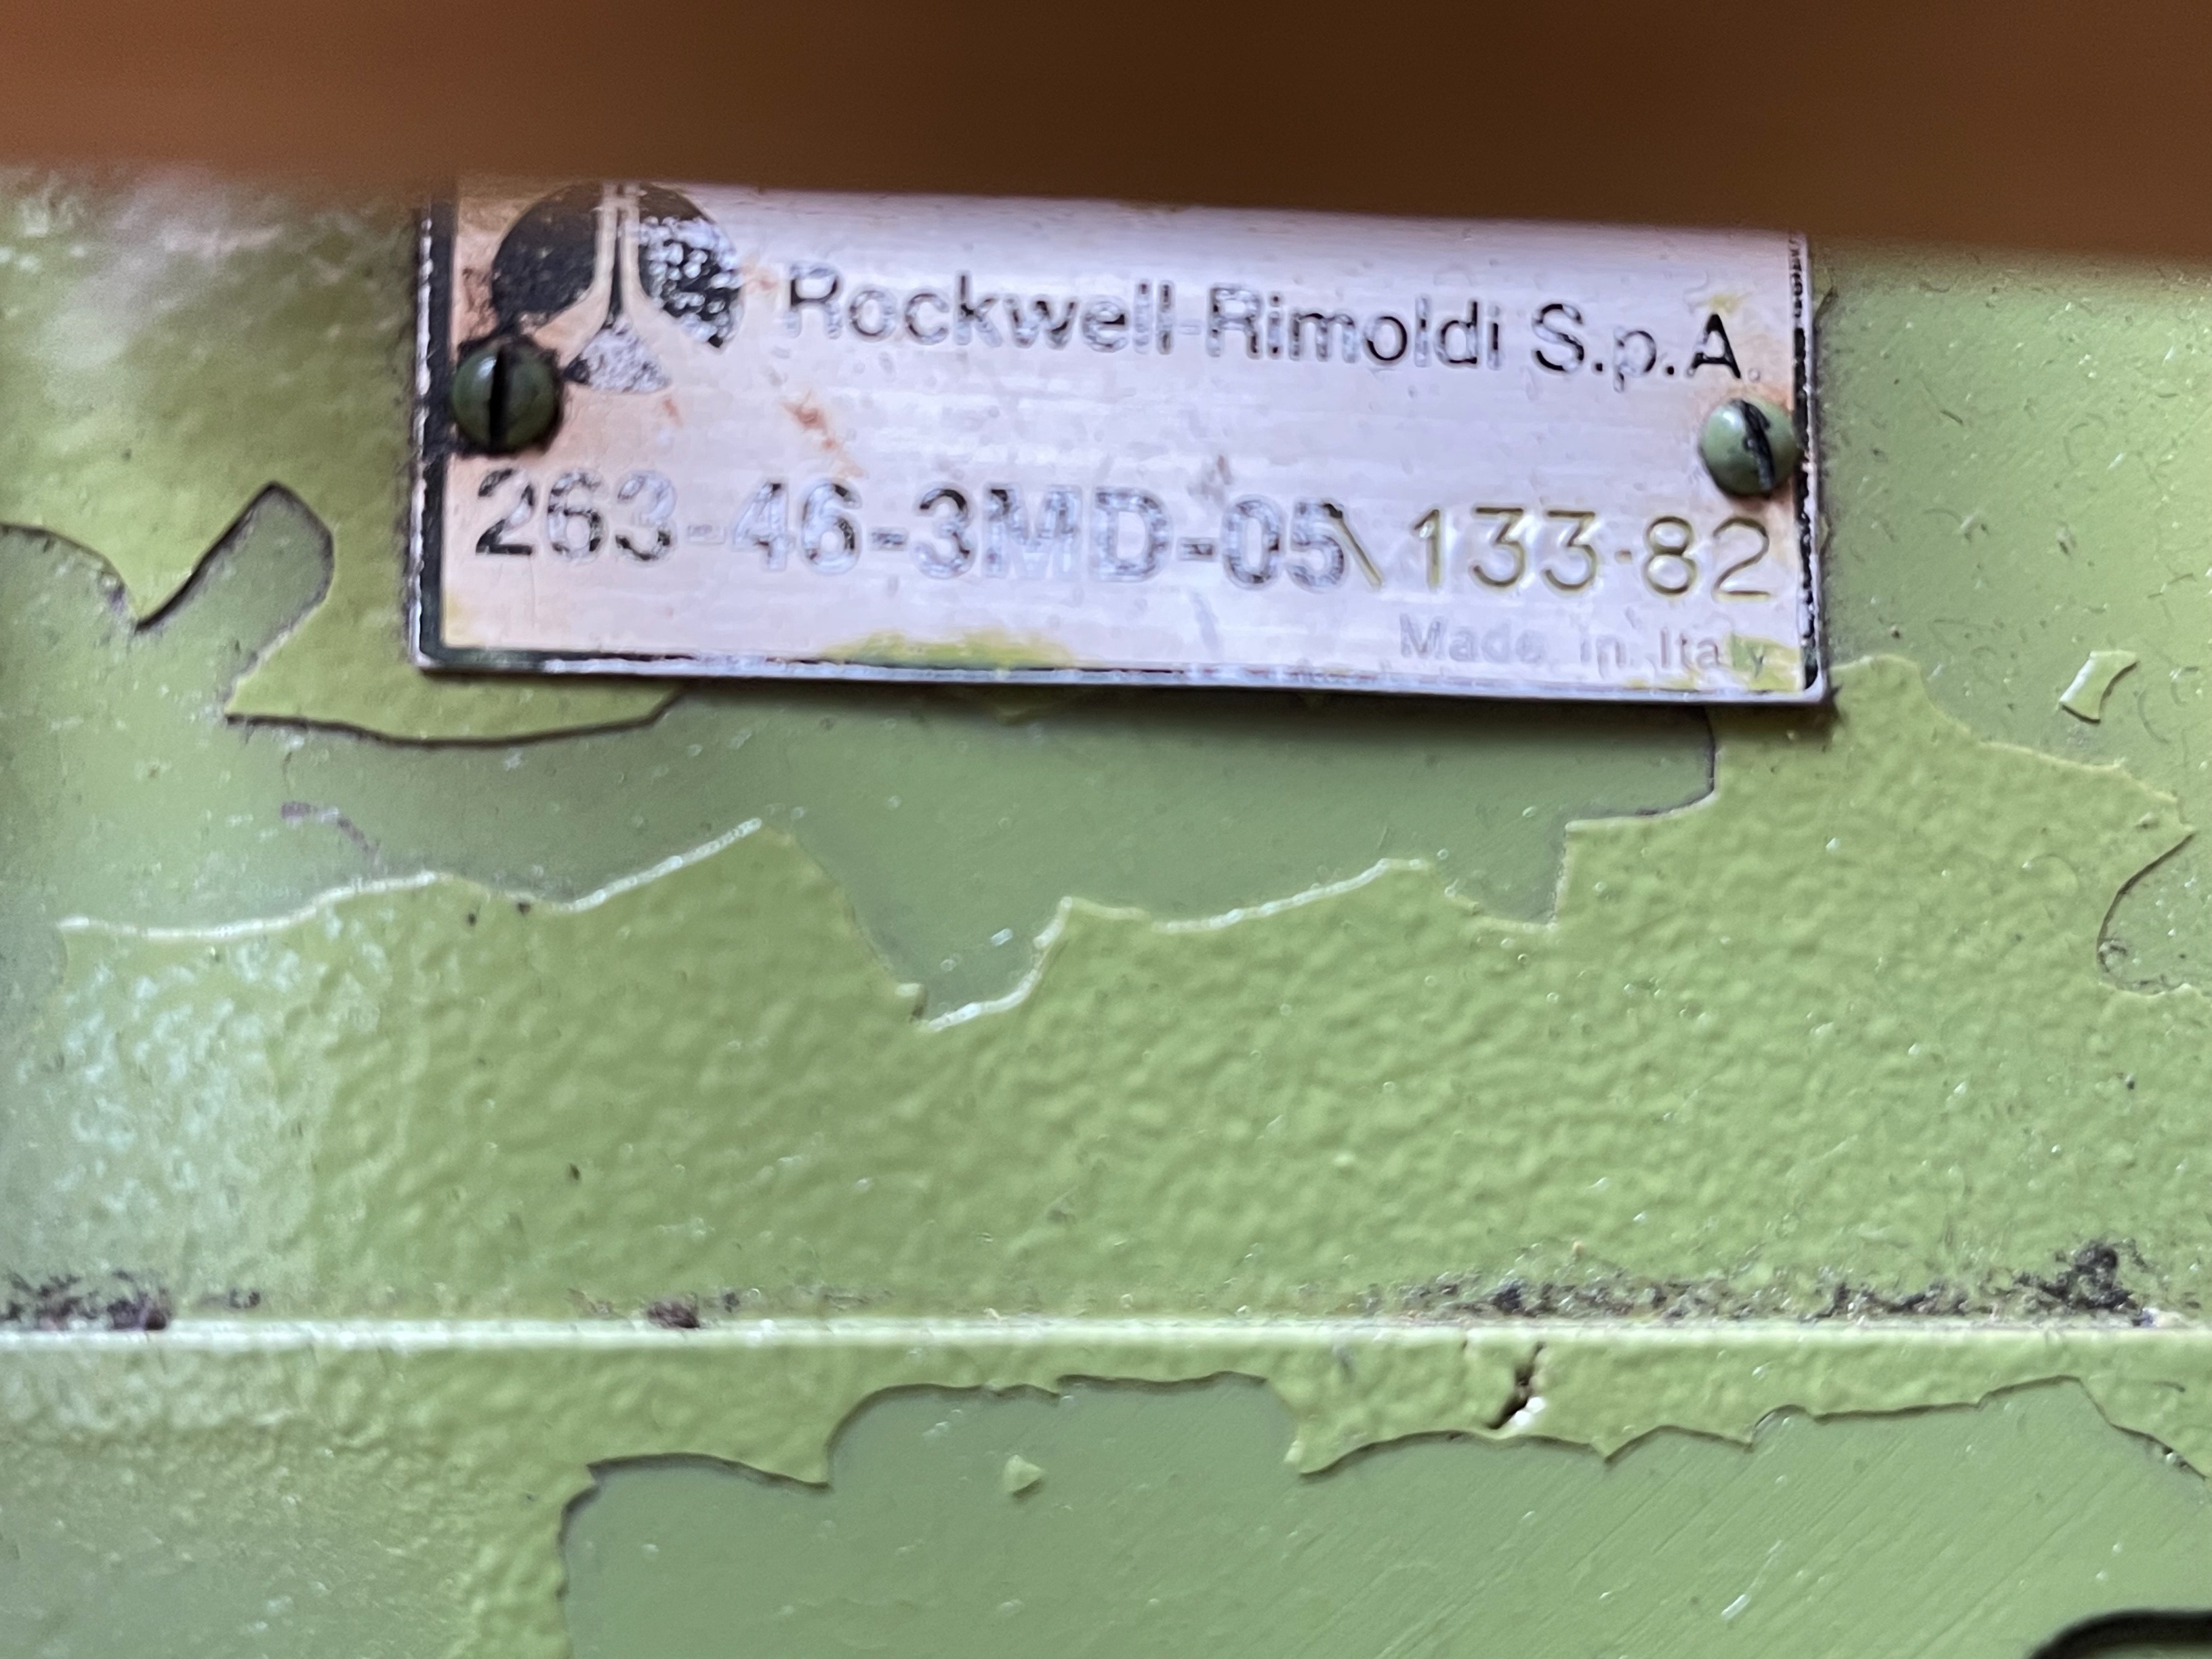 Rockwell-Rimoldi S.p.A.
263-46-3MD-05\133·82
Made in Italy